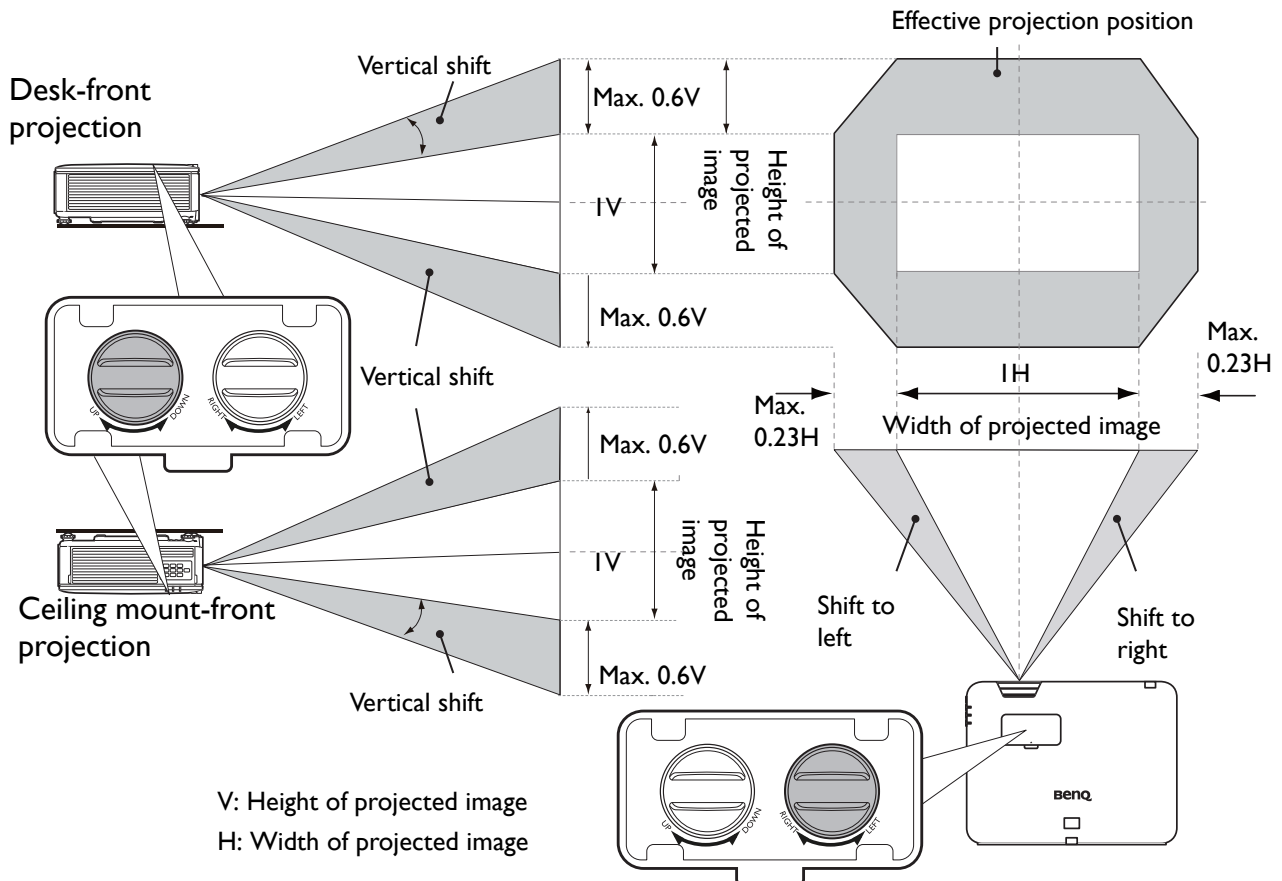 Effective projection position
Vertical shift
Desk-front
projection
Max. 0.6V
Height of
projected
image
1V
Max. 0.6V
UP
DOWN
RIGHT
LEFT
Vertical shift
Max.
0.23H
1H
Max.
0.23H
Width of projected image
Max. 0.6V
Height of
projected
image
1V
Ceiling mount-front
projection
Max. 0.6V
Vertical shift
Shift to
left
Shift to
right
UP
DOWN
RIGHT
LEFT
BenQ
V: Height of projected image
H: Width of projected image